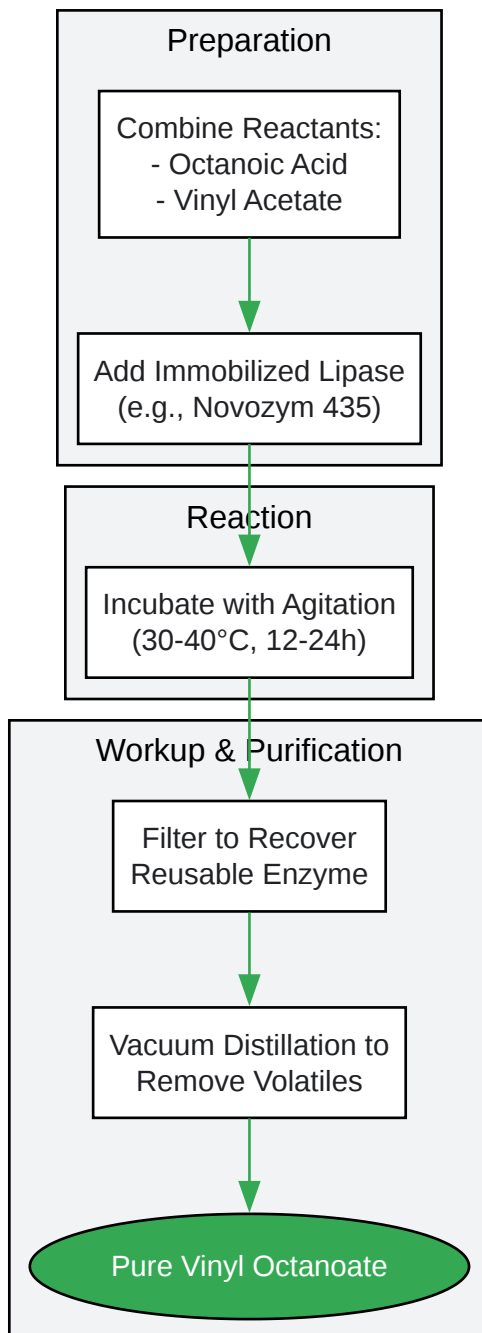 Preparation
Combine Reactants:
- Octanoic Acid
- Vinyl Acetate
Add Immobilized Lipase
(e.g., Novozym 435)
Reaction
Incubate with Agitation
(30-40°C, 12-24h)
Workup & Purification
Filter to Recover
Reusable Enzyme
Vacuum Distillation to
Remove Volatiles
Pure Vinyl Octanoate